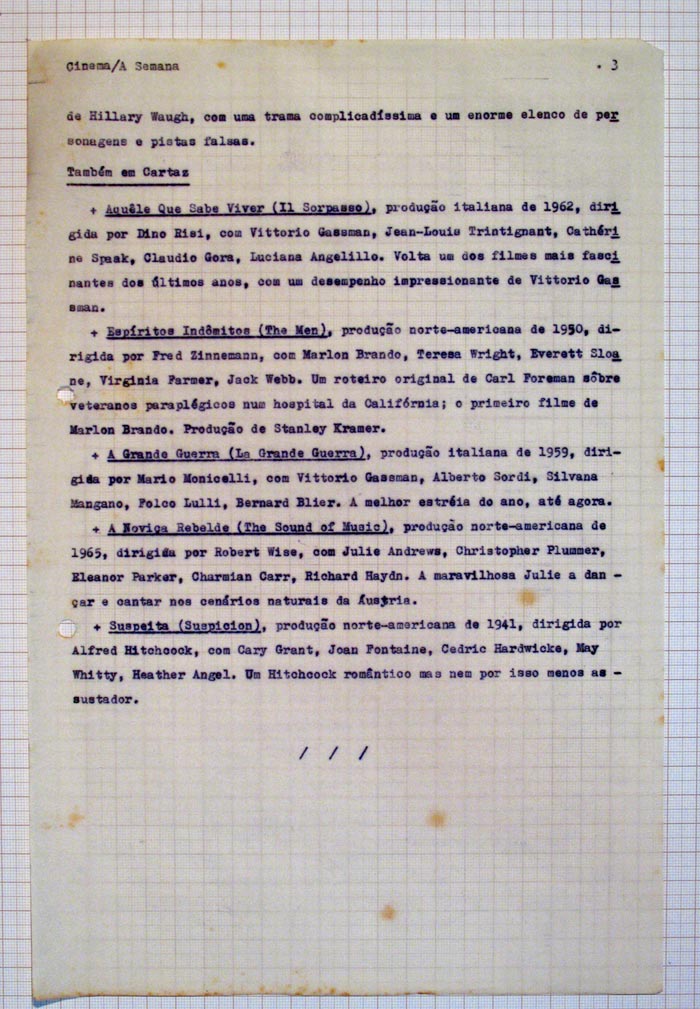 Cinema/A Semana . 3
de Hillary Waugh, com uma trama complicadíssima e um enorme elenco de per
sonagens e pistas falsas.
Também em Cartaz
+ Aquêle Que Sabe Viver (Il Sorpasso), produção italiana de 1962, diri
gida por Dino Risi, com Vittorio Gassman, Jean-Louis Trintignant, Cathéri
ne Spaak, Claudio Gora, Luciana Angelillo. Volta um dos filmes mais fasci
nantes dos últimos anos, com um desempenho impressionante de Vittorio Gas
sman.
+ Espíritos Indômitos (The Men), produção norte-americana de 1950, di-
rigida por Fred Zinnemann, com Marlon Brando, Teresa Wright, Everett Sloa
ne, Virginia Farmer, Jack Webb. Um roteiro original de Carl Foreman sôbre
veteranos paraplégicos num hospital da Califórnia; o primeiro filme de
Marlon Brando. Produção de Stanley Kramer.
+ A Grande Guerra (La Grande Guerra), produção italiana de 1959, diri-
gida por Mario Monicelli, com Vittorio Gassman, Alberto Sordi, Silvana
Mangano, Folco Lulli, Bernard Blier. A melhor estréia do ano, até agora.
+ A Noviça Rebelde (The Sound of Music), produção norte-americana de
1965, dirigida por Robert Wise, com Julie Andrews, Christopher Plummer,
Eleanor Parker, Charmian Carr, Richard Haydn. A maravilhosa Julie a dan -
çar e cantar nos cenários naturais da Áustria.
+ Suspeita (Suspicion), produção norte-americana de 1941, dirigida por
Alfred Hitchcock, com Cary Grant, Joan Fontaine, Cedric Hardwicke, May
Whitty, Heather Angel. Um Hitchcock romântico mas nem por isso menos as -
sustador.
/ / /